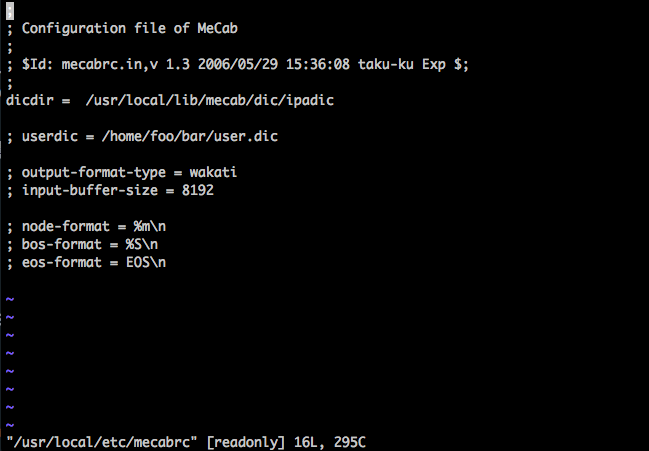 ;
; Configuration file of MeCab
;
; $Id: mecabrc.in,v 1.3 2006/05/29 15:36:08 taku-ku Exp $;
;
dicdir =  /usr/local/lib/mecab/dic/ipadic

; userdic = /home/foo/bar/user.dic

; output-format-type = wakati
; input-buffer-size = 8192

; node-format = %m\n
; bos-format = %S\n
; eos-format = EOS\n

~
~
~
~
~
~
~
~
"/usr/local/etc/mecabrc" [readonly] 16L, 295C